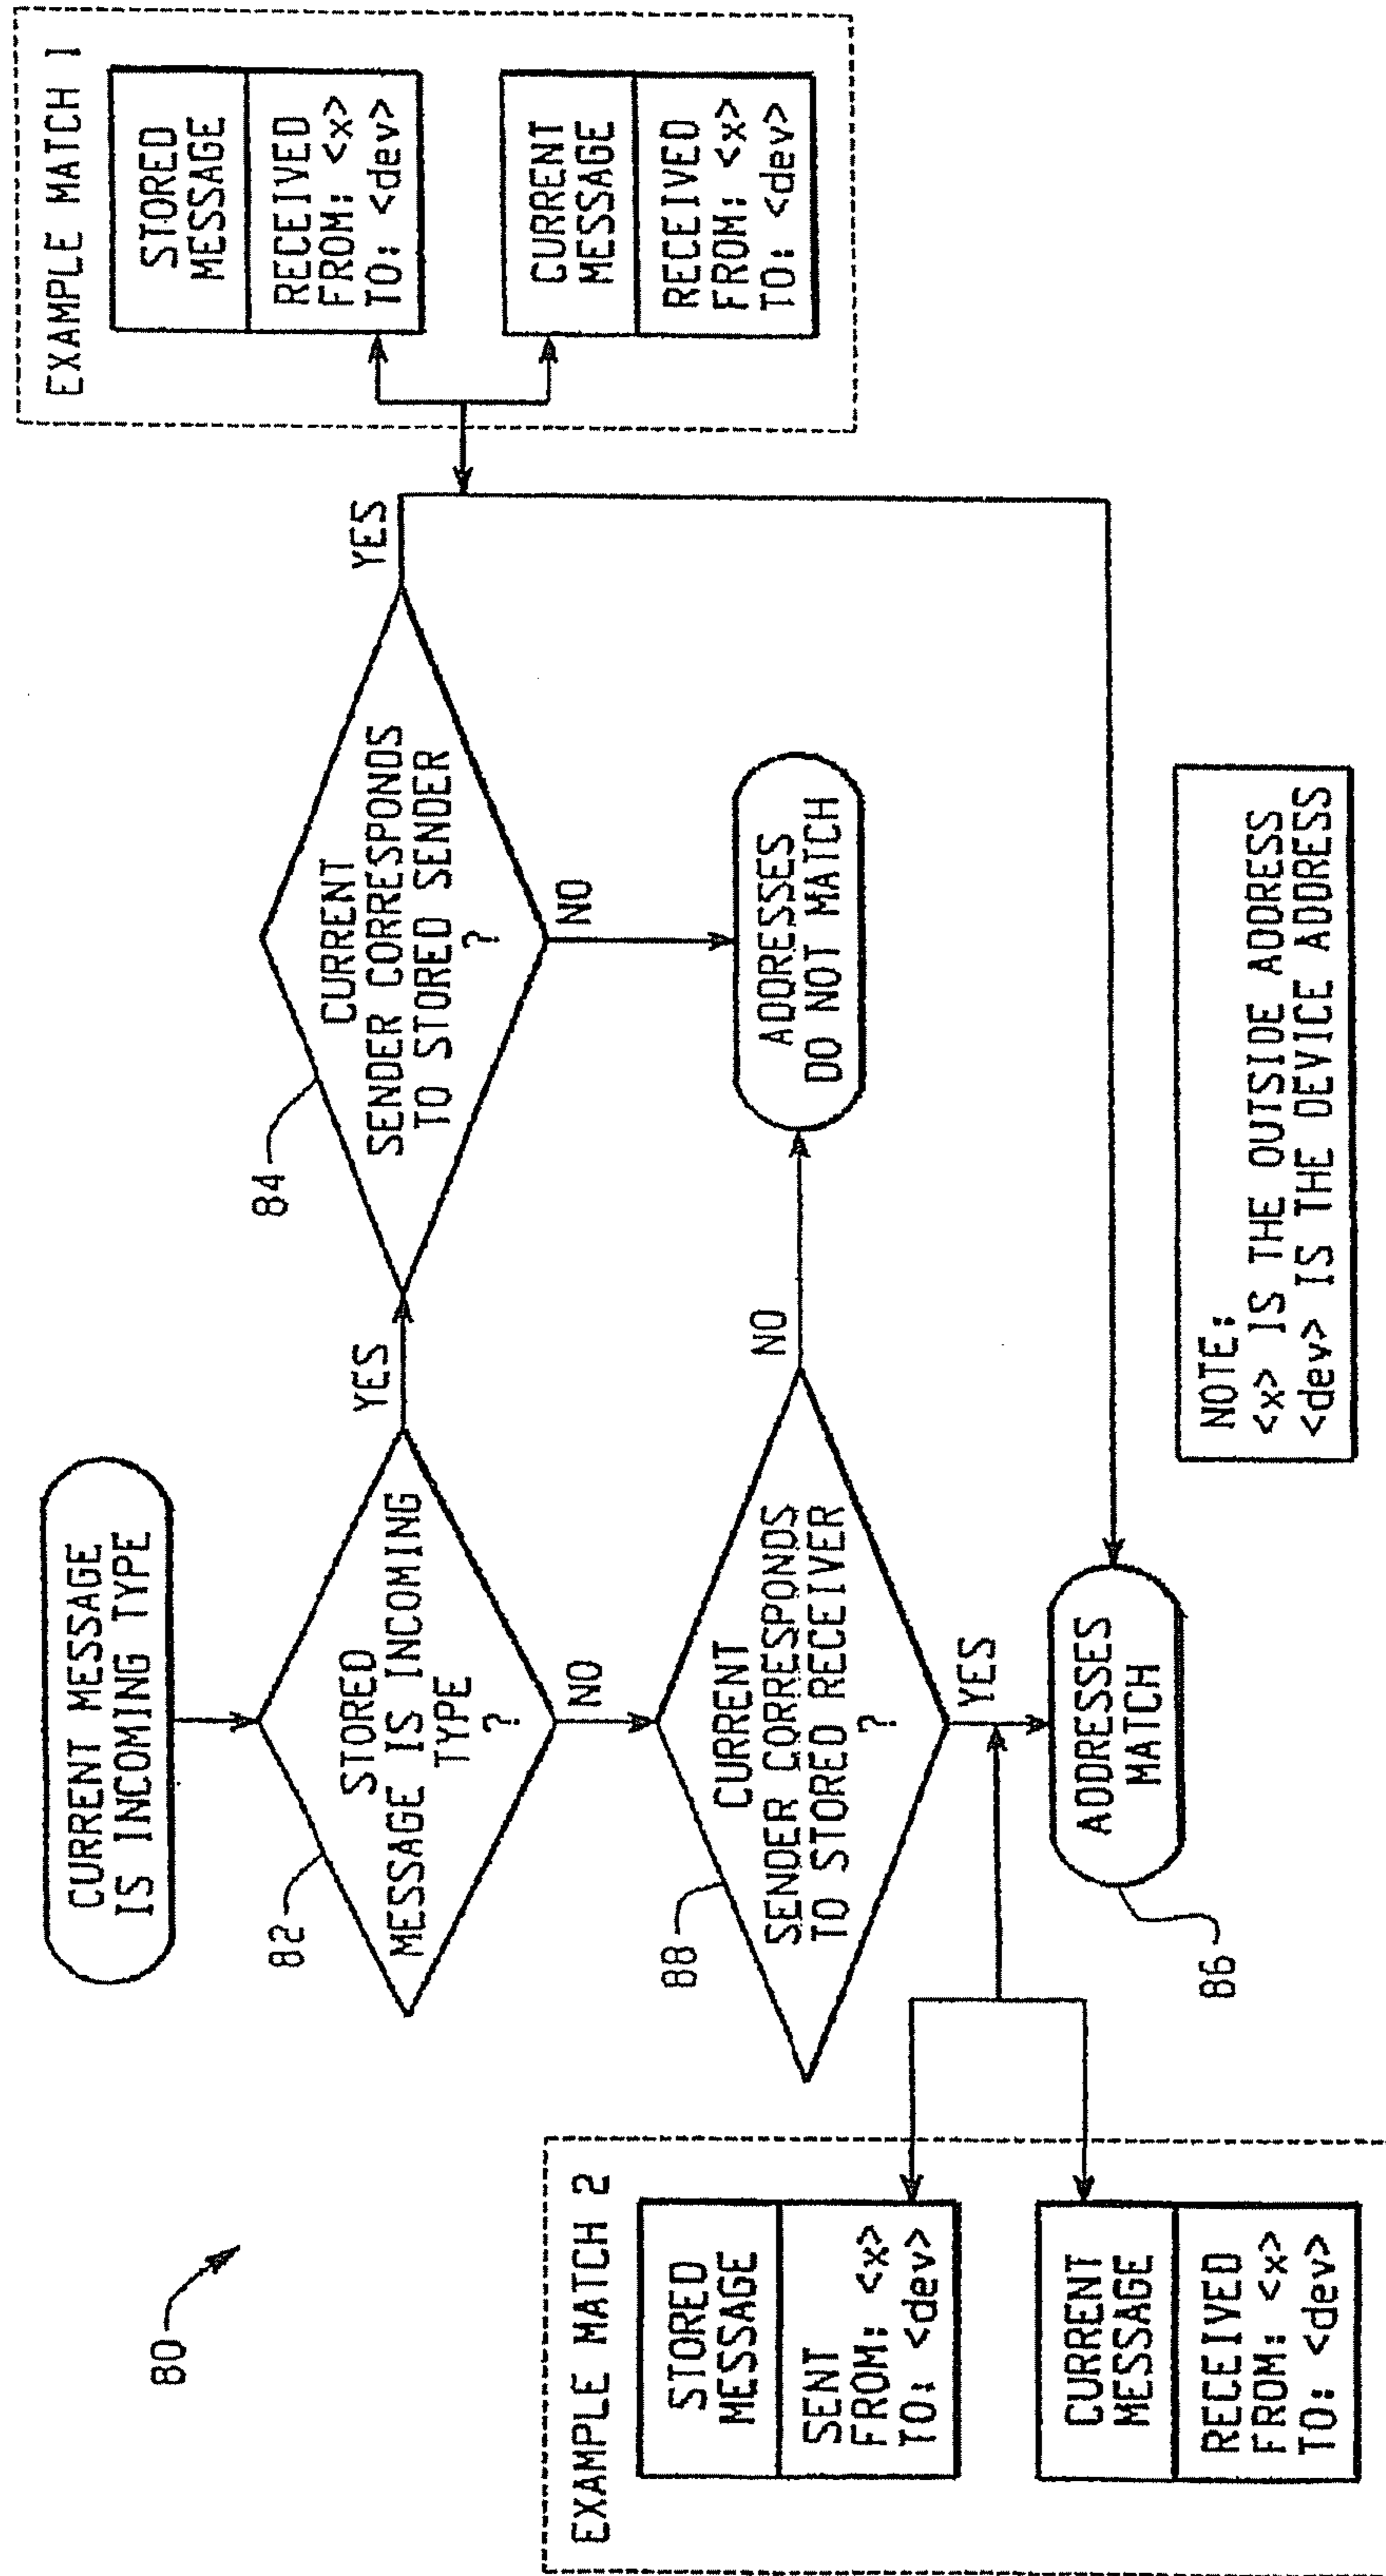 80
CURRENT MESSAGE
IS INCOMING TYPE
82
STORED
MESSAGE IS INCOMING
TYPE
?
YES
NO
84
CURRENT
SENDER CORRESPONDS
TO STORED SENDER
?
YES
NO
EXAMPLE MATCH 1
STORED
MESSAGE
RECEIVED
FROM: <x>
TO: <dev>
CURRENT
MESSAGE
RECEIVED
FROM: <x>
TO: <dev>
88
CURRENT
SENDER CORRESPONDS
TO STORED RECEIVER
?
NO
YES
ADDRESSES
DO NOT MATCH
EXAMPLE MATCH 2
STORED
MESSAGE
SENT
FROM: <x>
TO: <dev>
CURRENT
MESSAGE
RECEIVED
FROM: <x>
TO: <dev>
ADDRESSES
MATCH
86
NOTE:
<x> IS THE OUTSIDE ADDRESS
<dev> IS THE DEVICE ADDRESS